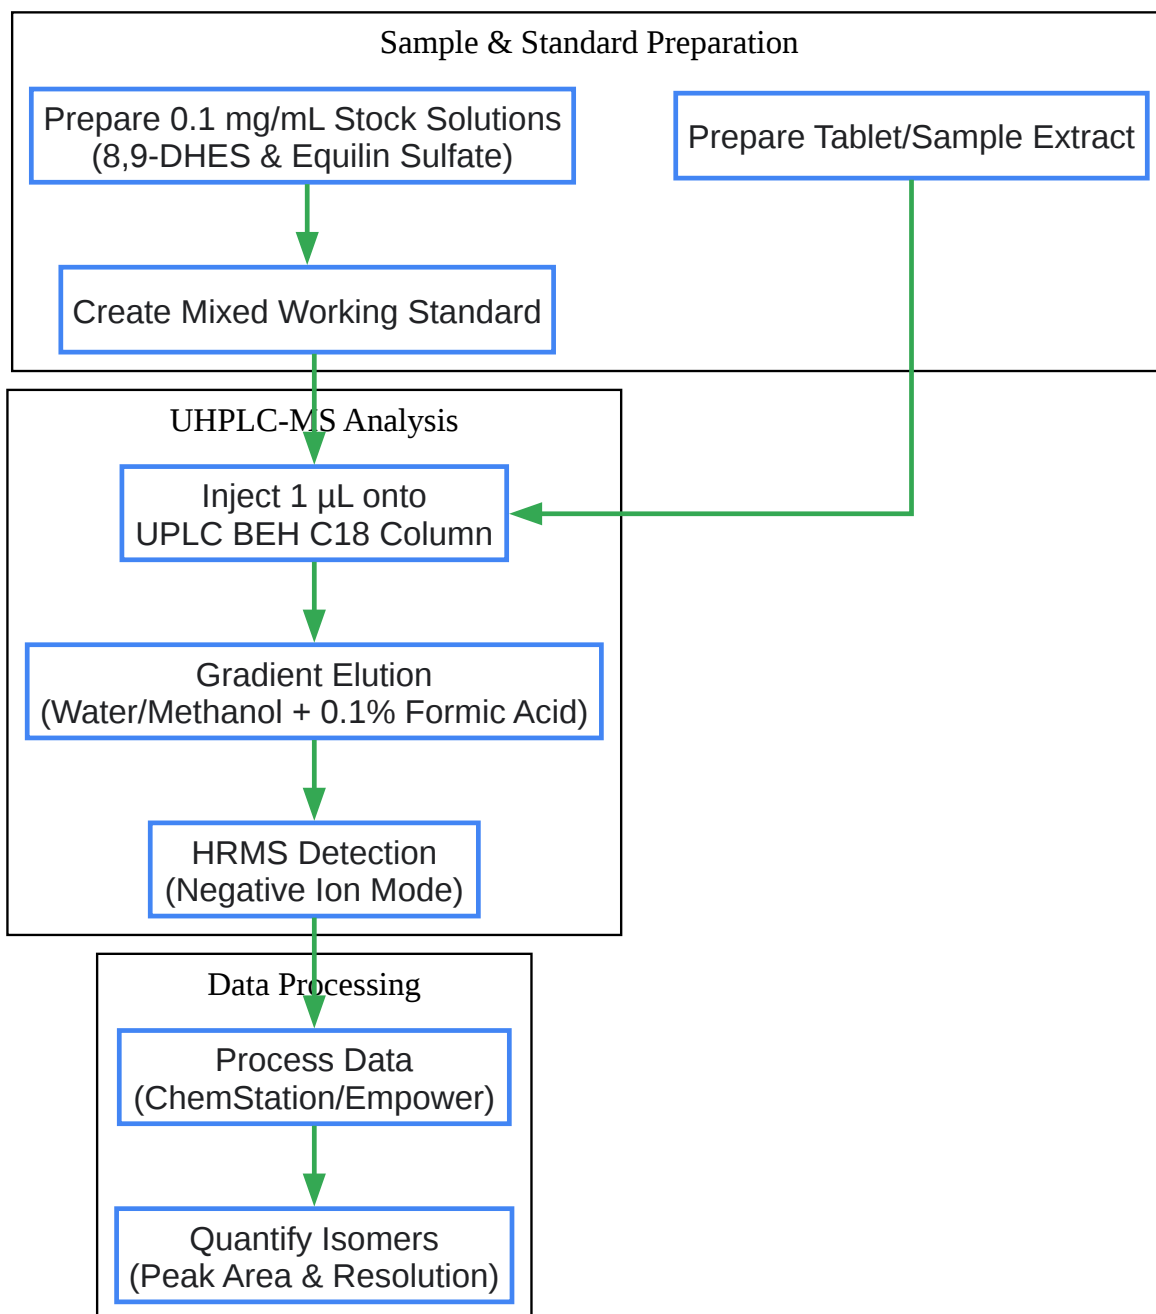 Sample & Standard Preparation
Prepare 0.1 mg/mL Stock Solutions
(8,9-DHES & Equilin Sulfate)
Prepare Tablet/Sample Extract
Create Mixed Working Standard
UHPLC-MS Analysis
Inject 1 µL onto
UPLC BEH C18 Column
Gradient Elution
(Water/Methanol + 0.1% Formic Acid)
HRMS Detection
(Negative Ion Mode)
Data Processing
Process Data
(ChemStation/Empower)
Quantify Isomers
(Peak Area & Resolution)